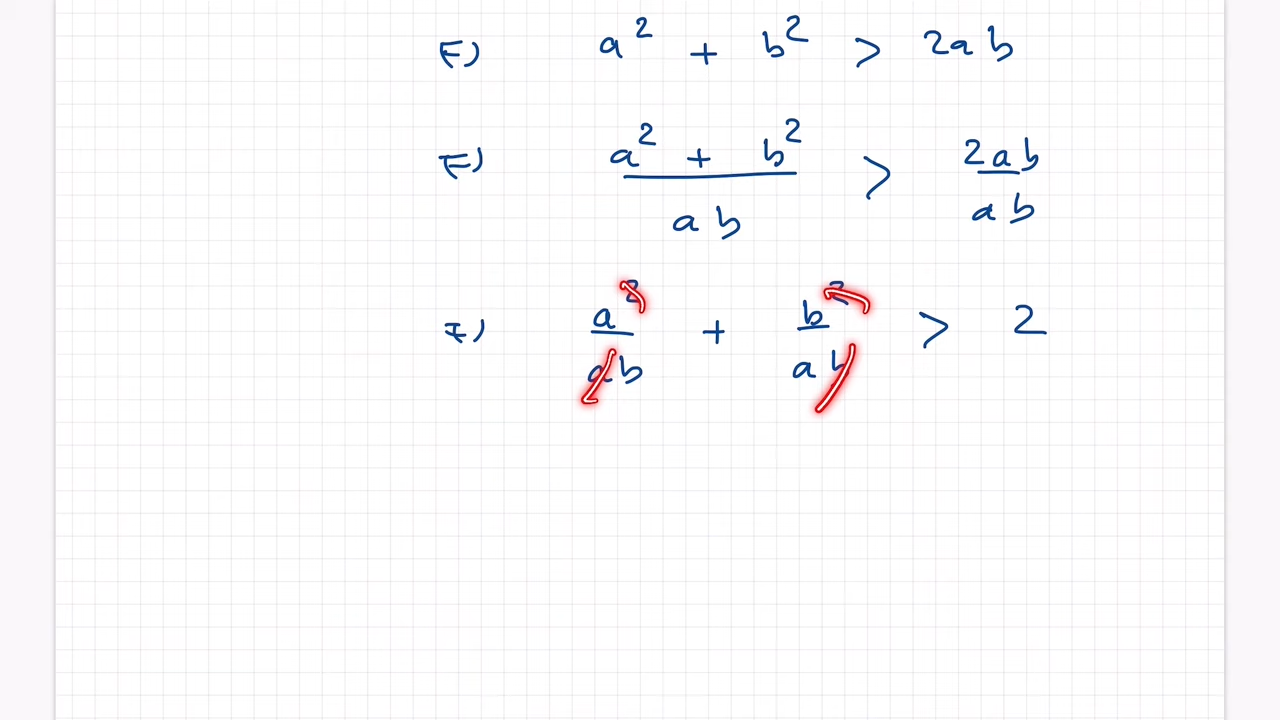 ⇒) a² + b² > 2ab
⇒) (a² + b²)/(ab) > (2ab)/(ab)
⇒) a²/(ab) + b²/(ab) > 2